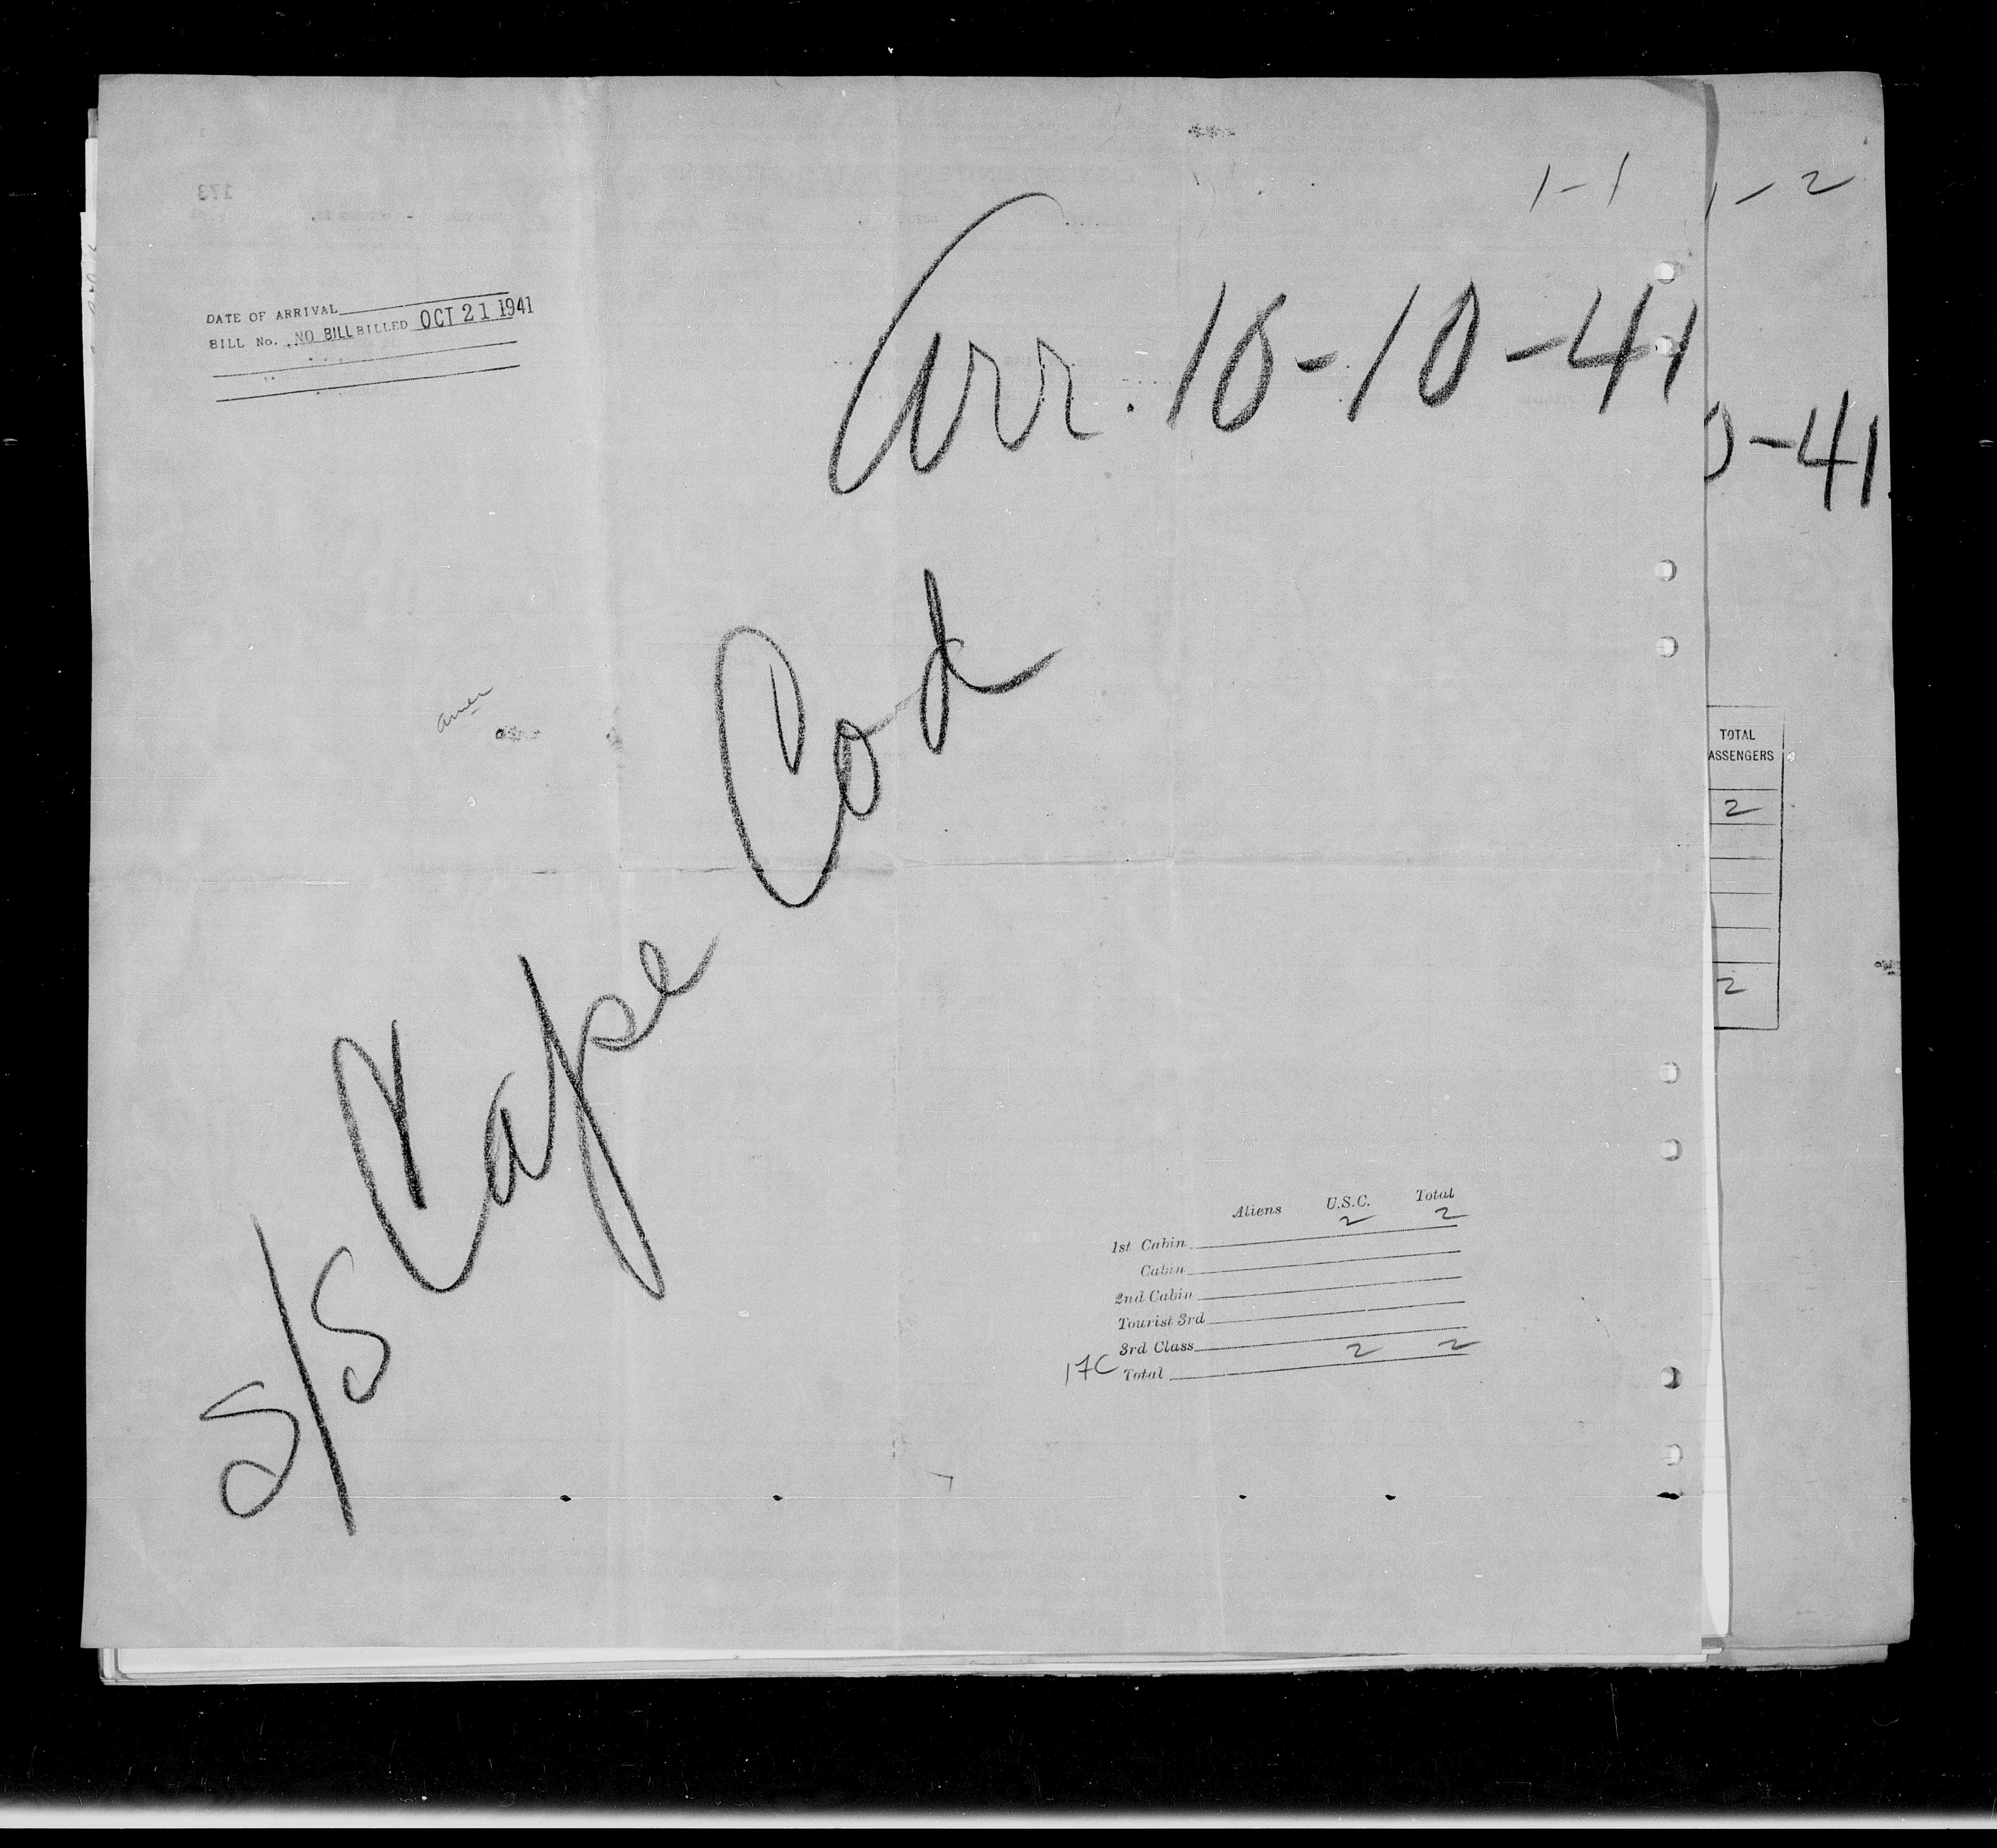 1-1
1-2
DATE OF ARRIVAL
BILL No. NO BILL BILLED OCT 21 1941
Arr. 10-10-41
0-41
amer
S/S Cape Cod
TOTAL
ASSENGERS
2
2
Aliens U.S.C. Total
2 2
1st Cabin
Cabin
2nd Cabin
Tourist 3rd
3rd Class 2 2
17C Total
173